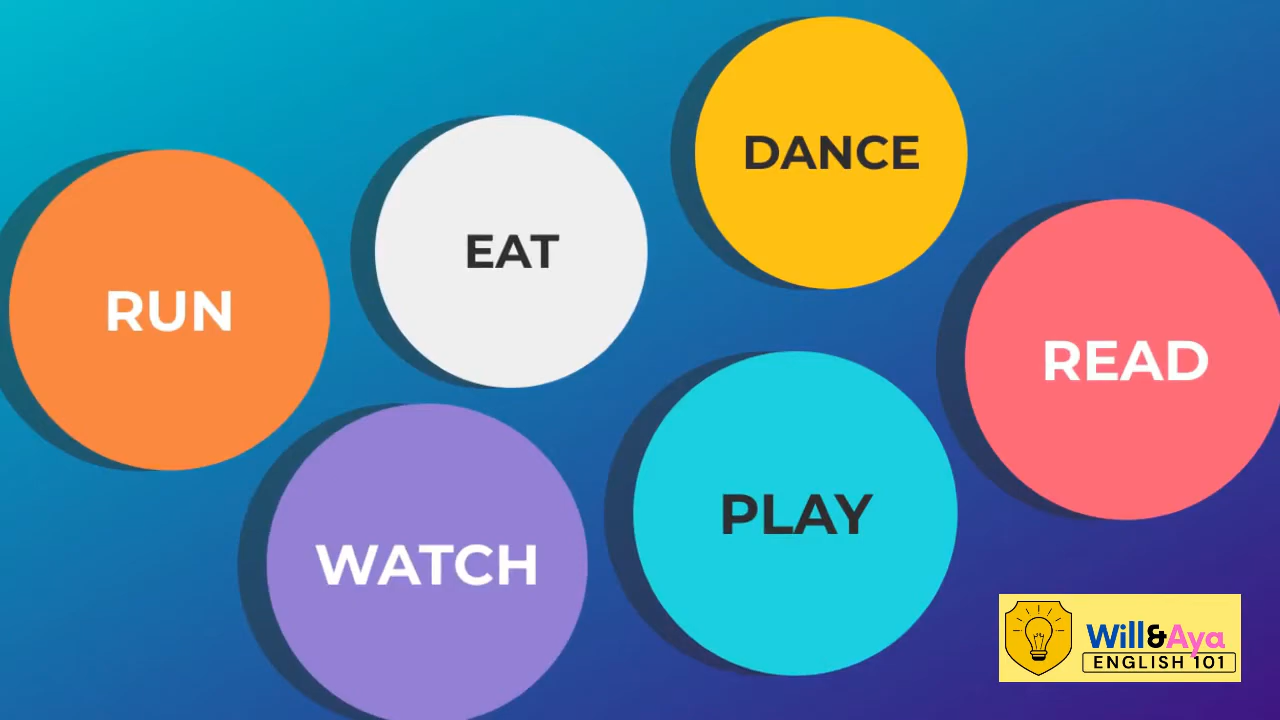 DANCE
EAT
RUN
READ
PLAY
WATCH
Will&Aya
ENGLISH 101